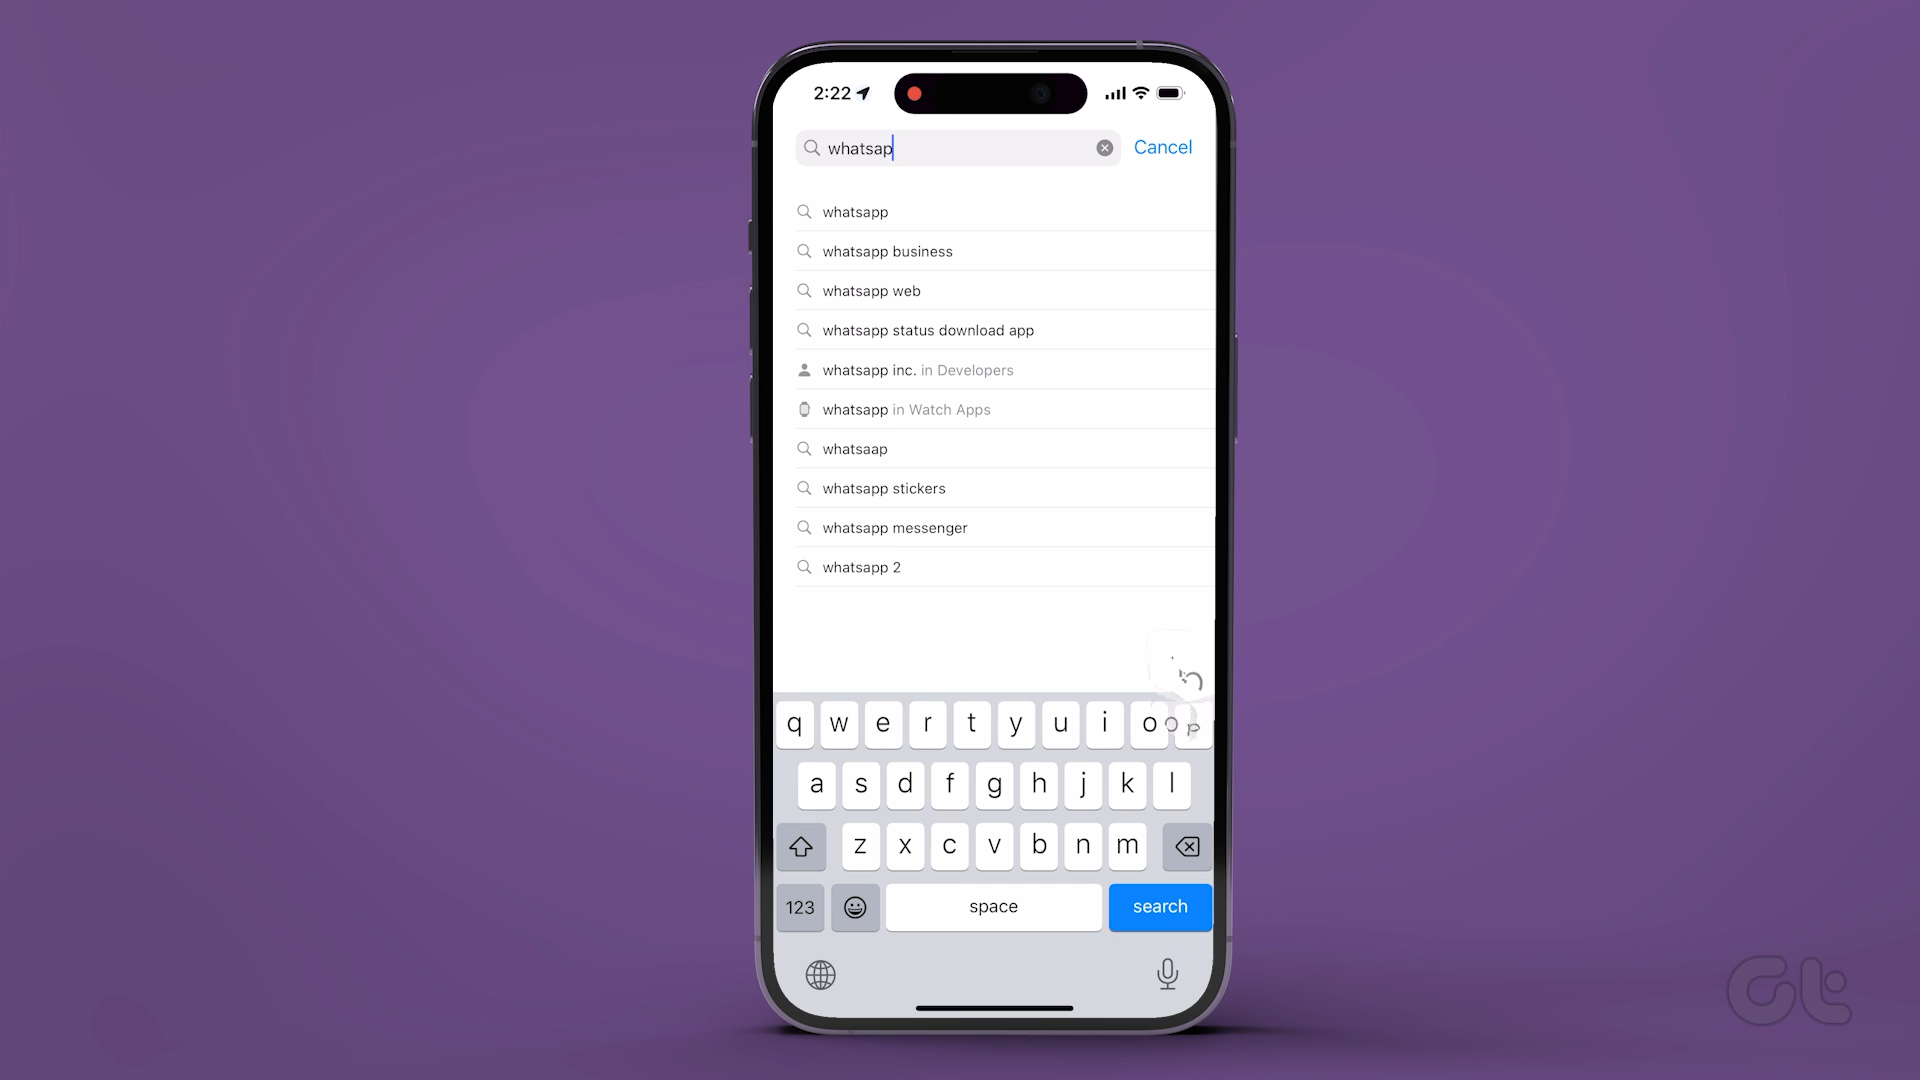 2:22
whatsap
Cancel
whatsapp
whatsapp business
whatsapp web
whatsapp status download app
whatsapp inc. in Developers
whatsapp in Watch Apps
whatsaap
whatsapp stickers
whatsapp messenger
whatsapp 2
q w e r t y u i o p
a s d f g h j k l
z x c v b n m
123
space
search
Gt